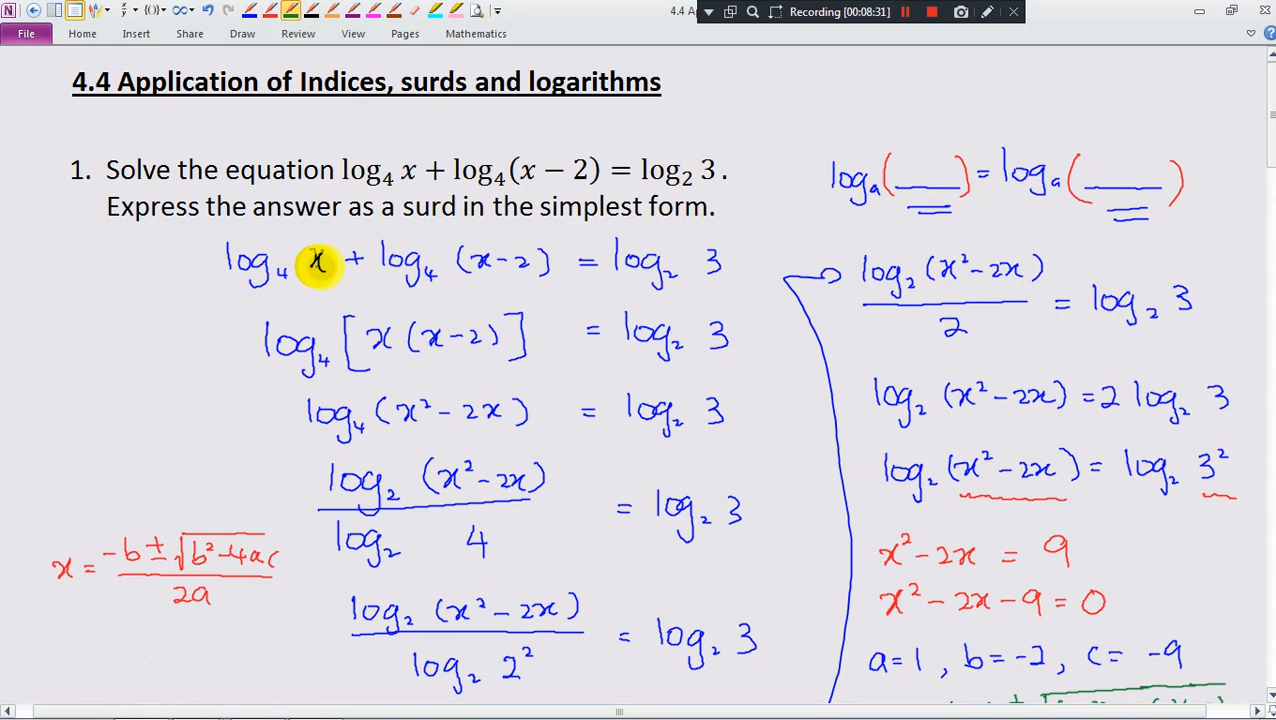 4.4 Ap
Recording [00:08:31]
File Home Insert Share Draw Review Pages Mathematics
4.4 Application of Indices, surds and logarithms
1. Solve the equation log₄ x + log₄(x − 2) = log₂ 3.
Express the answer as a surd in the simplest form.
log₄ x + log₄ (x-2) = log₂ 3
log₄ [x(x-2)] = log₂ 3
log₄ (x² - 2x) = log₂ 3
log₂ (x² - 2x)
= log₂ 3
log₂ 4
log₂ (x² - 2x)
= log₂ 3
log₂ 2²
x = -b ± √b² - 4ac
2a
logₐ (____) = logₐ (____)
log₂ (x² - 2x)
= log₂ 3
2
log₂ (x² - 2x) = 2 log₂ 3
log₂ (x² - 2x) = log₂ 3²
x² - 2x = 9
x² - 2x - 9 = 0
a = 1, b = -2, c = -9